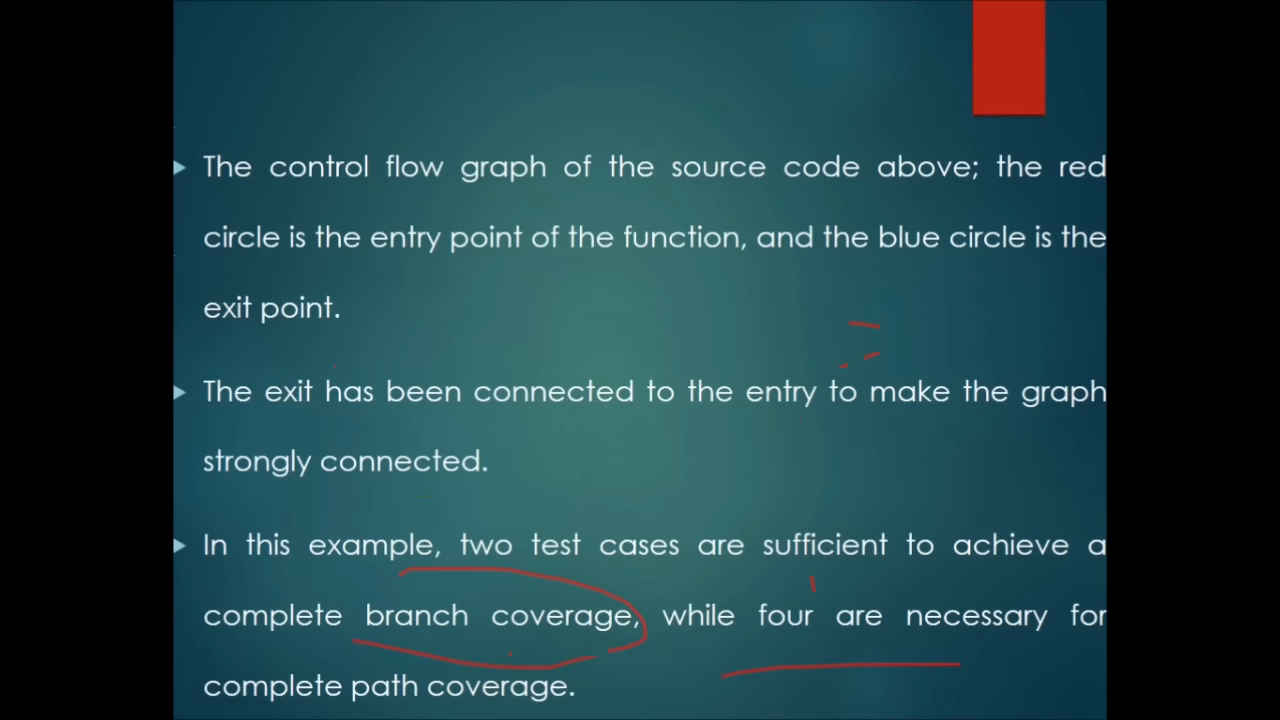 The control flow graph of the source code above; the red
circle is the entry point of the function, and the blue circle is the
exit point.
The exit has been connected to the entry to make the graph
strongly connected.
In this example, two test cases are sufficient to achieve a
complete branch coverage, while four are necessary for
complete path coverage.